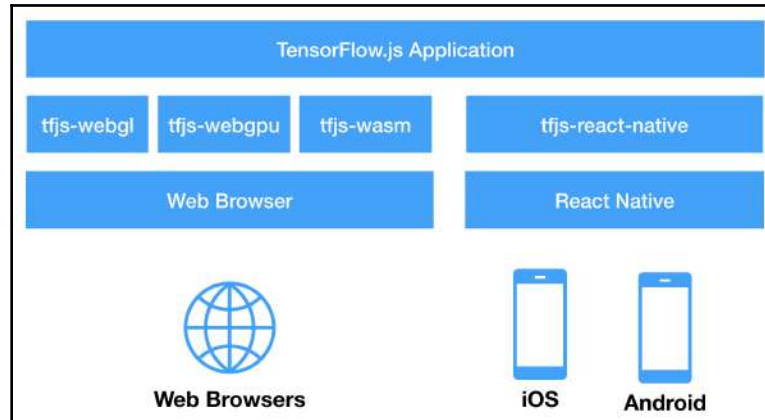 TensorFlow.js Application
tfjs-webgl
tfjs-webgpu
tfjs-wasm
tfjs-react-native
Web Browser
React Native
Web Browsers
iOS
Android